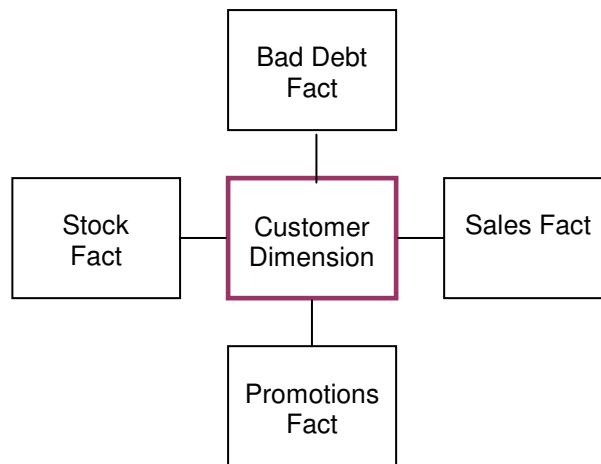 Bad Debt
Fact
Stock
Fact
Customer
Dimension
Sales Fact
Promotions
Fact